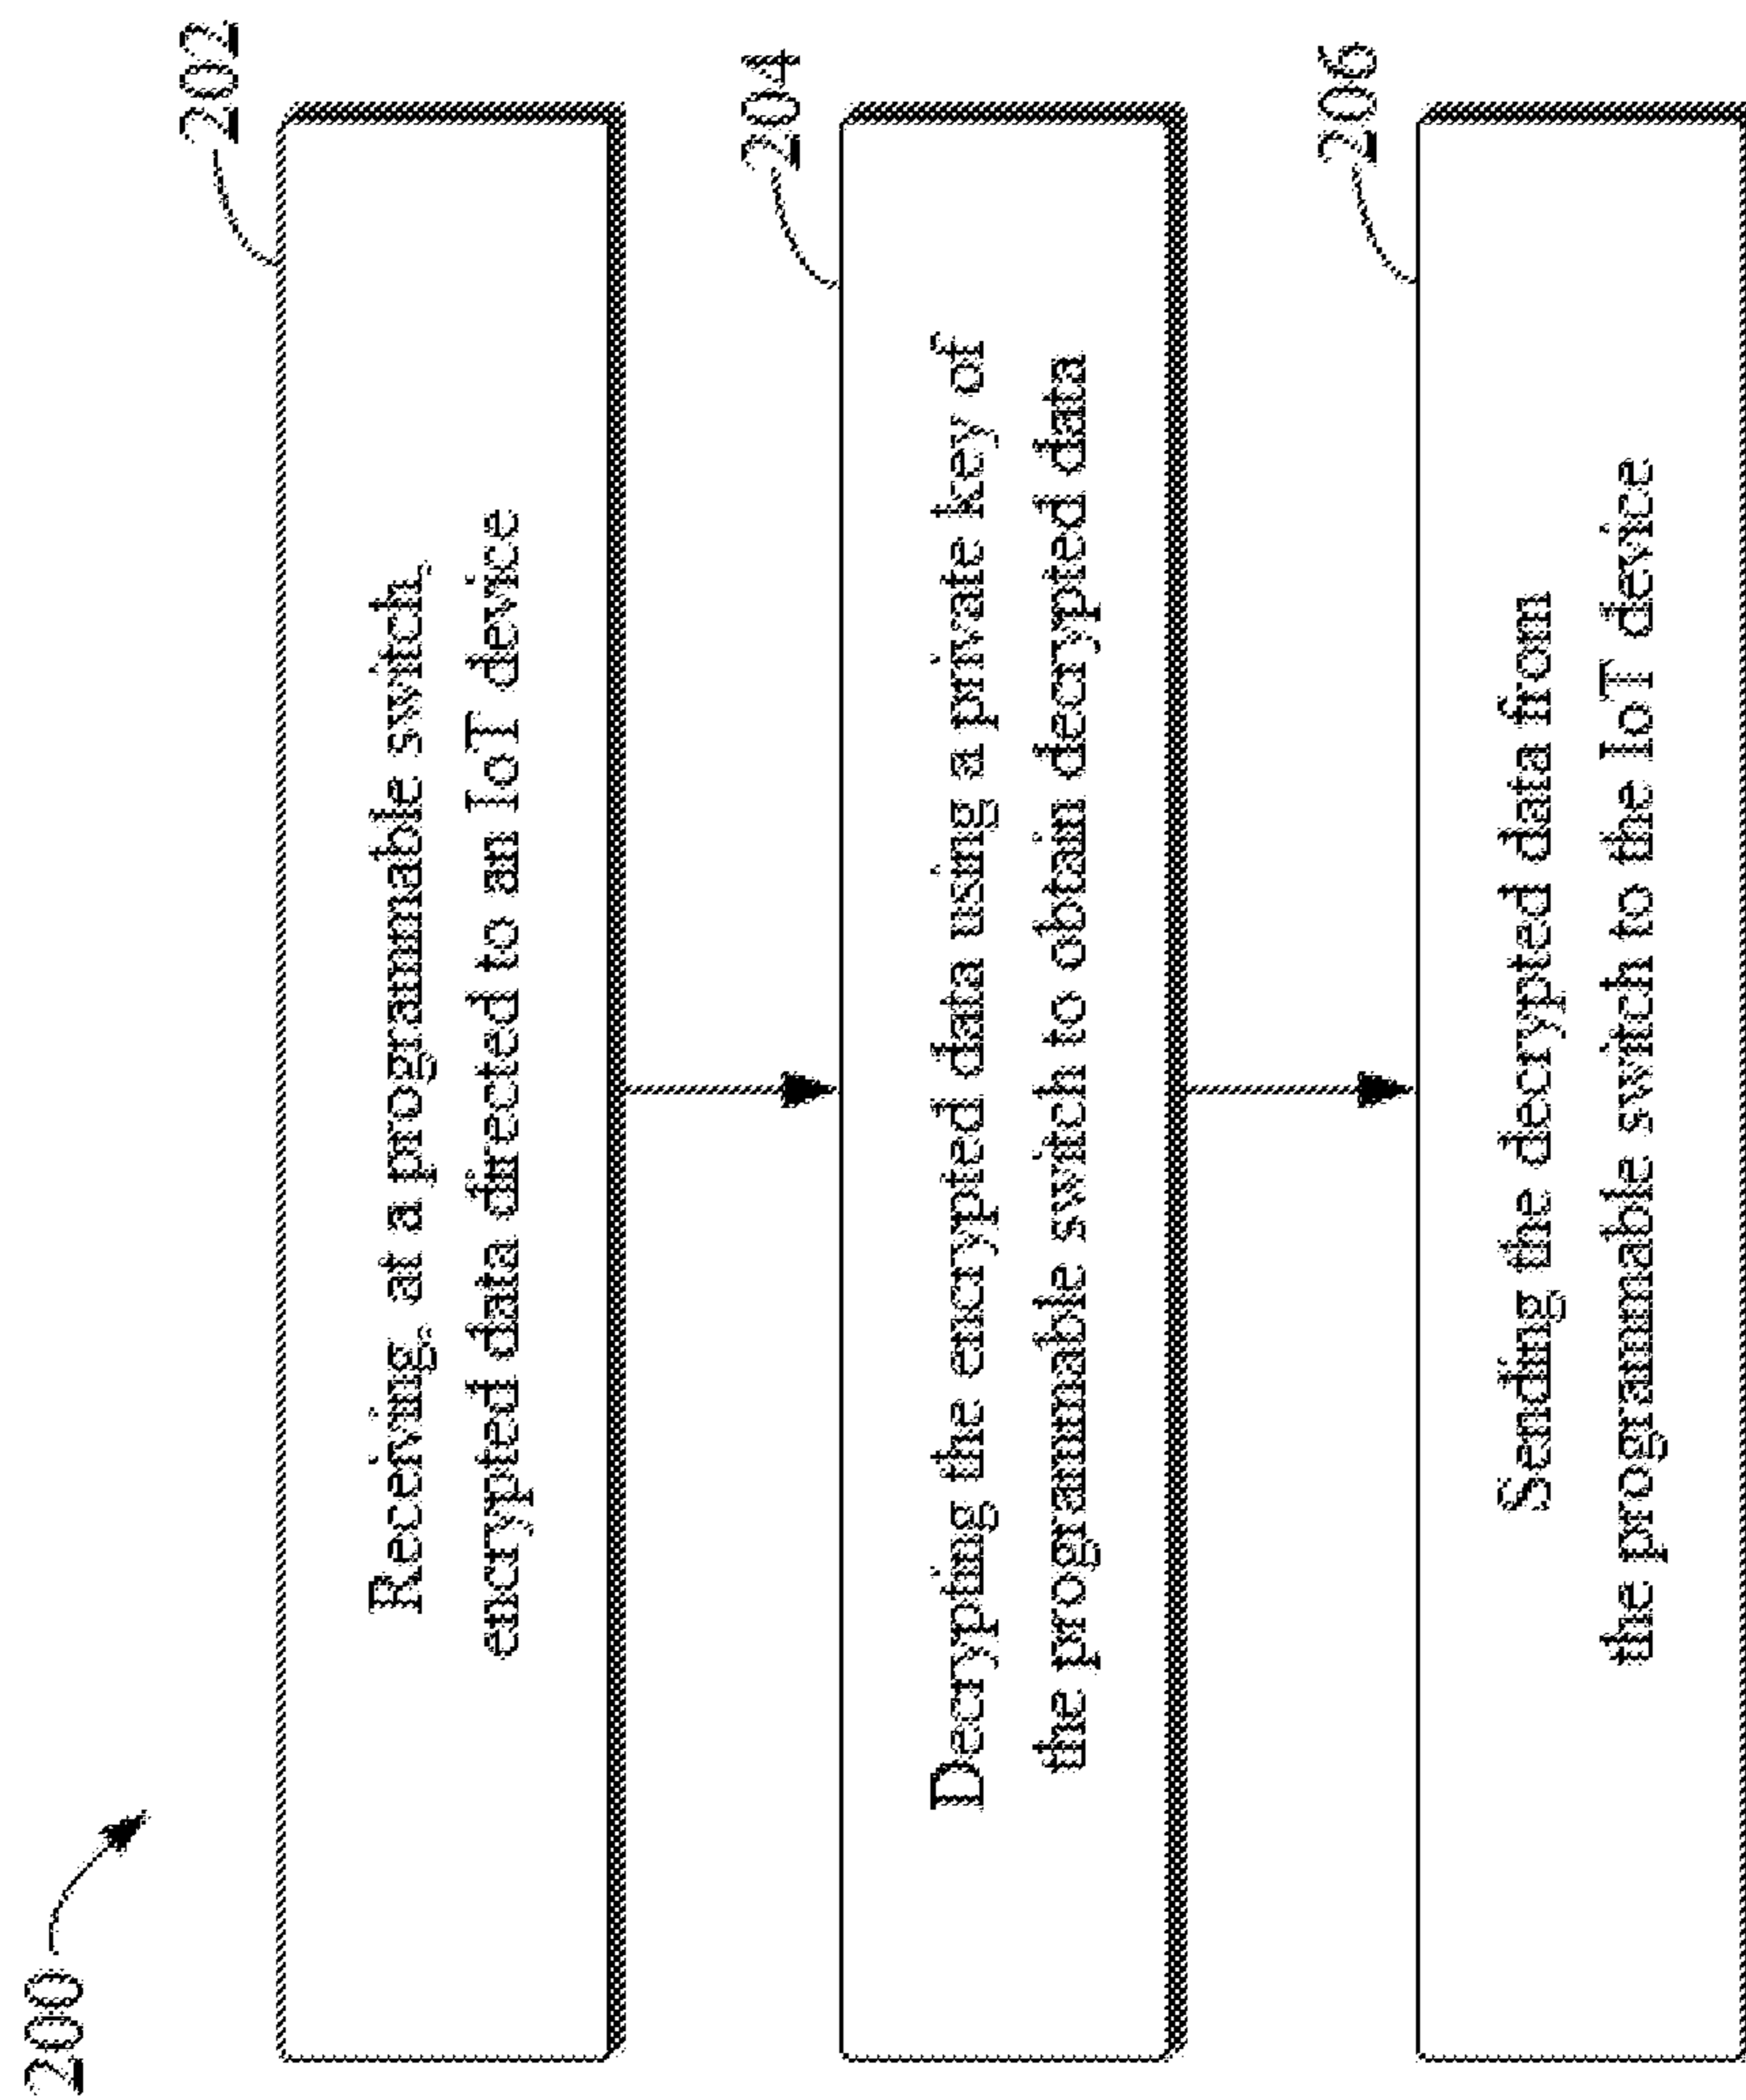 200
202
Receiving, at a programmable switch,
encrypted data directed to an IoT device
204
Decrypting the encrypted data using a private key of
the programmable switch to obtain decrypted data
206
Sending the decrypted data from
the programmable switch to the IoT device